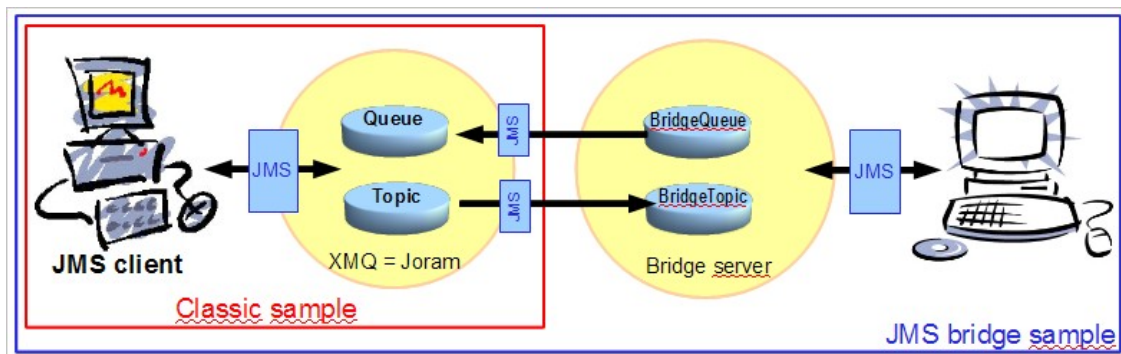 Queue
BridgeQueue
JMS
JMS
JMS
Topic
BridgeTopic
JMS
JMS client
XMQ = Joram
Bridge server
Classic sample
JMS bridge sample